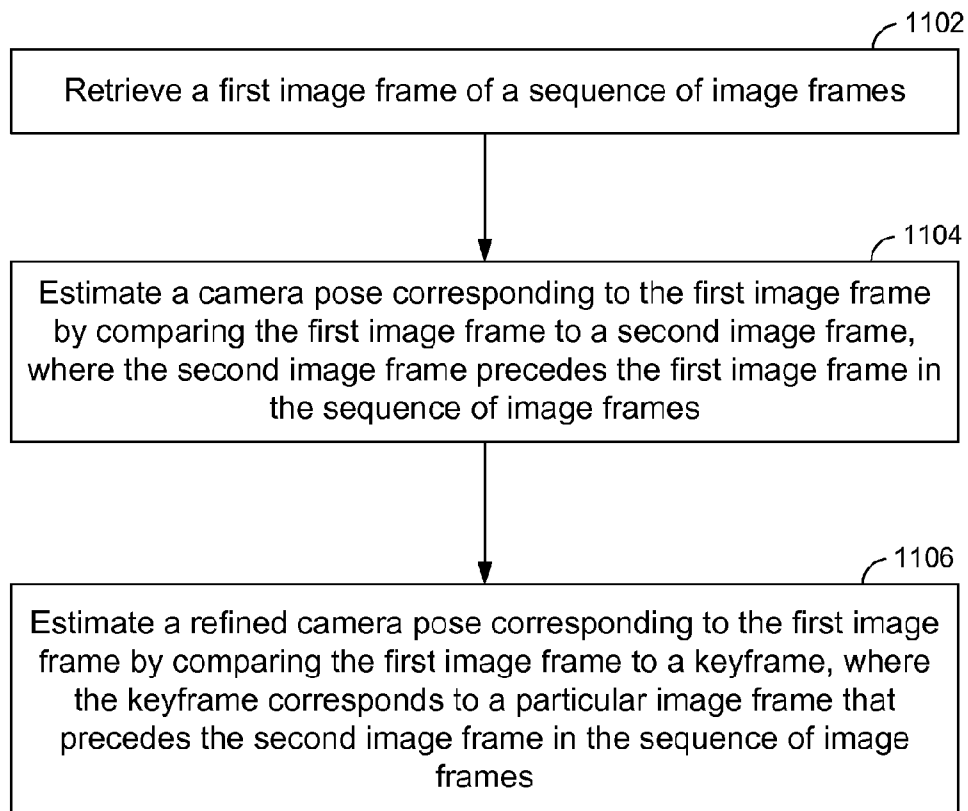 1102
Retrieve a first image frame of a sequence of image frames
1104
Estimate a camera pose corresponding to the first image frame
by comparing the first image frame to a second image frame,
where the second image frame precedes the first image frame in
the sequence of image frames
1106
Estimate a refined camera pose corresponding to the first image
frame by comparing the first image frame to a keyframe, where
the keyframe corresponds to a particular image frame that
precedes the second image frame in the sequence of image
frames